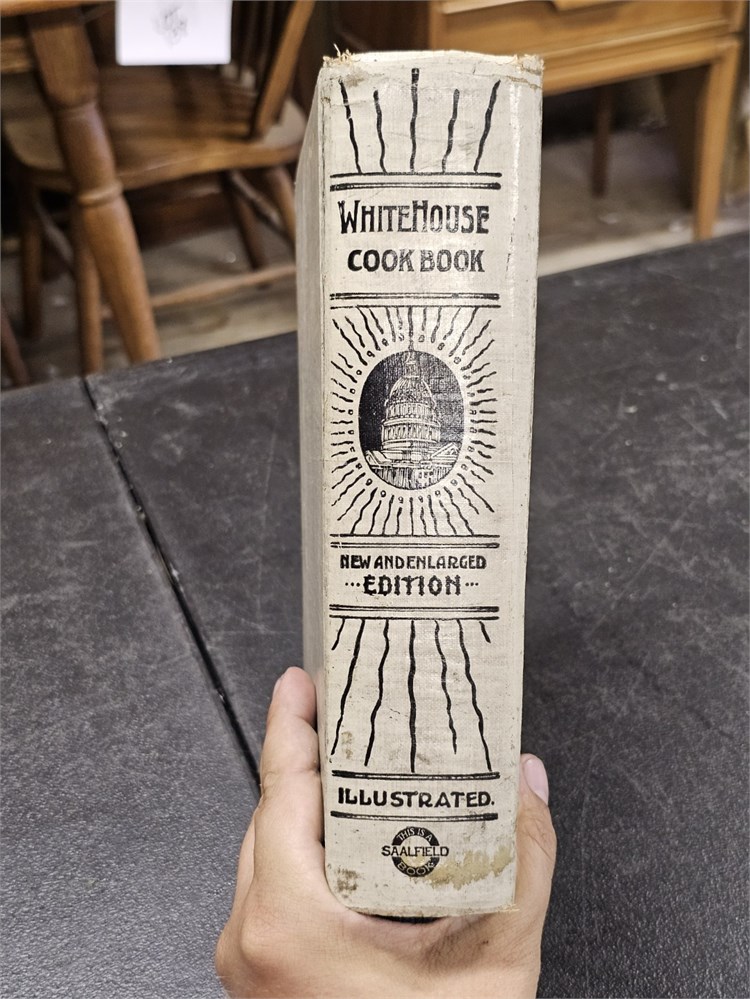 WHITEHOUSE
COOK BOOK
NEW AND ENLARGED
···EDITION···
ILLUSTRATED.
THIS IS A
SAALFIELD
BOOK